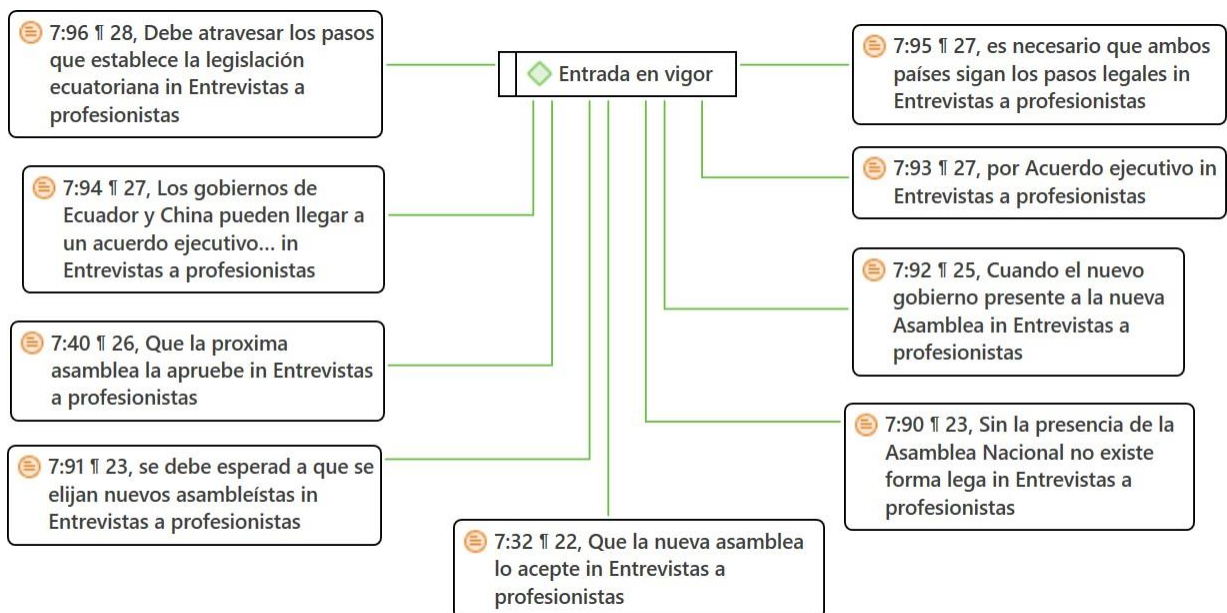 7:96 ¶ 28, Debe atravesar los pasos
que establece la legislación
ecuatoriana in Entrevistas a
profesionistas
Entrada en vigor
7:95 ¶ 27, es necesario que ambos
países sigan los pasos legales in
Entrevistas a profesionistas
7:94 ¶ 27, Los gobiernos de
Ecuador y China pueden llegar a
un acuerdo ejecutivo... in
Entrevistas a profesionistas
7:93 ¶ 27, por Acuerdo ejecutivo in
Entrevistas a profesionistas
7:92 ¶ 25, Cuando el nuevo
gobierno presente a la nueva
Asamblea in Entrevistas a
profesionistas
7:40 ¶ 26, Que la proxima
asamblea la apruebe in Entrevistas
a profesionistas
7:90 ¶ 23, Sin la presencia de la
Asamblea Nacional no existe
forma lega in Entrevistas a
profesionistas
7:91 ¶ 23, se debe esperad a que se
elijan nuevos asambleístas in
Entrevistas a profesionistas
7:32 ¶ 22, Que la nueva asamblea
lo acepte in Entrevistas a
profesionistas